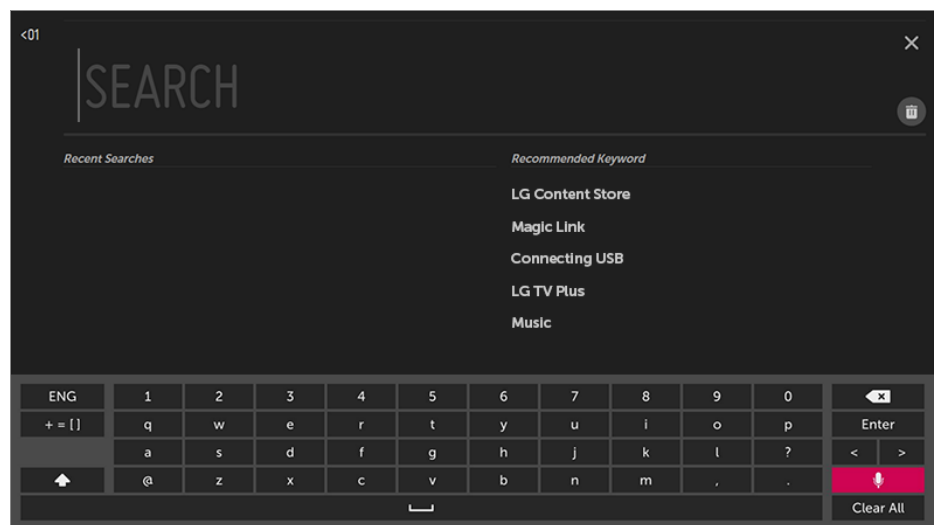 <01
SEARCH
Recent Searches Recommended Keyword
LG Content Store
Magic Link
Connecting USB
LG TV Plus
Music
ENG 1 2 3 4 5 6 7 8 9 0
+ = [ ] q w e r t y u i o p Enter
a s d f g h j k l ? < >
@ z x c v b n m , .
Clear All